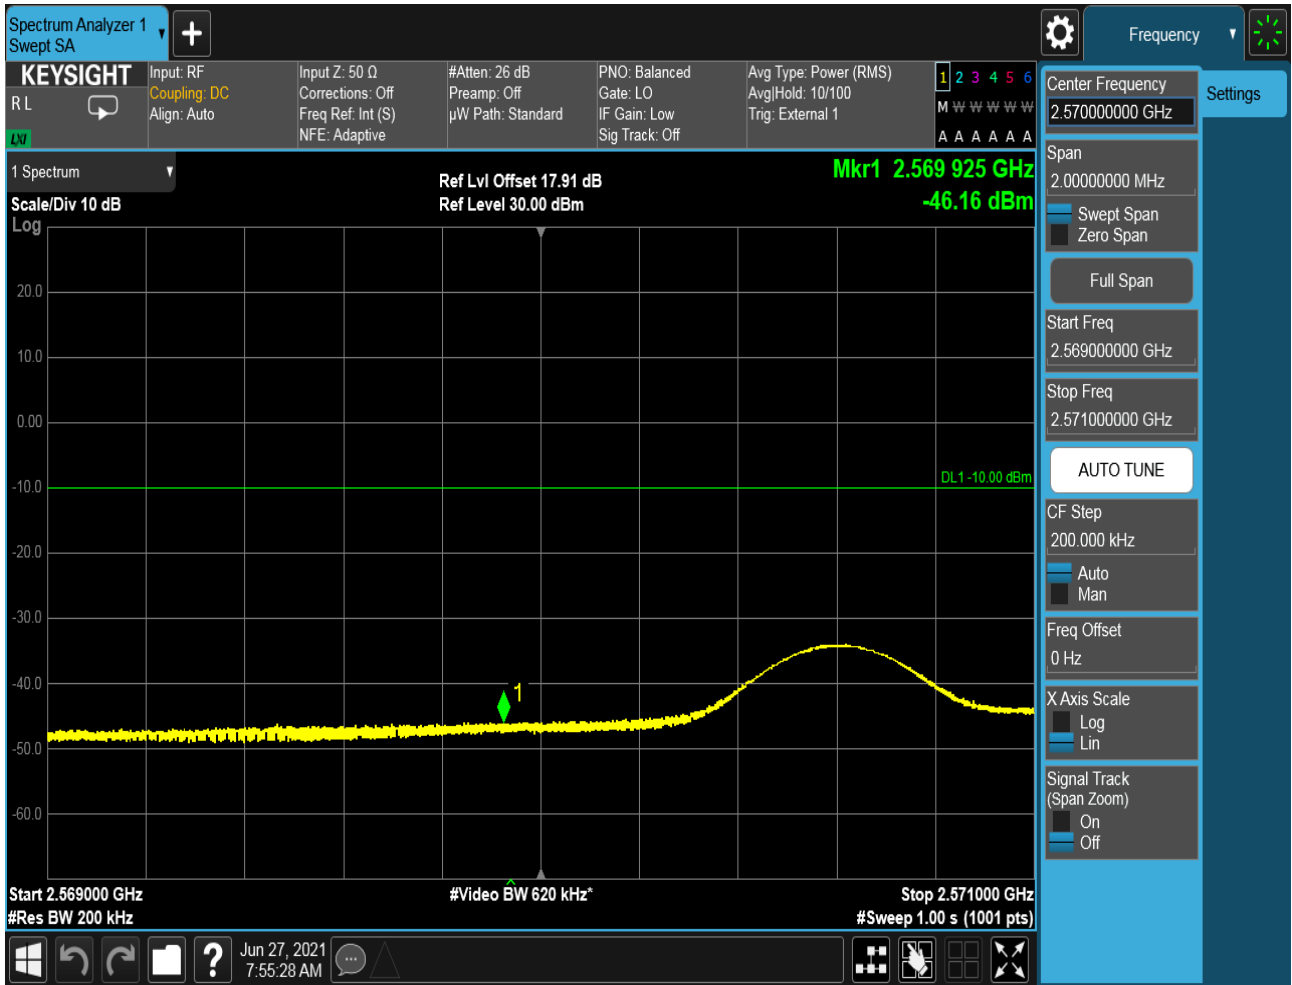 Spectrum Analyzer 1
Swept SA
Frequency
KEYSIGHT
R L
LXI
Input: RF
Coupling: DC
Align: Auto
Input Z: 50 Ω
Corrections: Off
Freq Ref: Int (S)
NFE: Adaptive
#Atten: 26 dB
Preamp: Off
µW Path: Standard
PNO: Balanced
Gate: LO
IF Gain: Low
Sig Track: Off
Avg Type: Power (RMS)
Avg|Hold: 10/100
Trig: External 1
1 2 3 4 5 6
M W W W W W
A A A A A A
1 Spectrum
Scale/Div 10 dB
Log
Ref Lvl Offset 17.91 dB
Ref Level 30.00 dBm
Mkr1 2.569 925 GHz
-46.16 dBm
20.0
10.0
0.00
-10.0
-20.0
-30.0
-40.0
-50.0
-60.0
DL1 -10.00 dBm
1
Start 2.569000 GHz
#Res BW 200 kHz
#Video BW 620 kHz*
Stop 2.571000 GHz
#Sweep 1.00 s (1001 pts)
Center Frequency
2.570000000 GHz
Settings
Span
2.00000000 MHz
Swept Span
Zero Span
Full Span
Start Freq
2.569000000 GHz
Stop Freq
2.571000000 GHz
AUTO TUNE
CF Step
200.000 kHz
Auto
Man
Freq Offset
0 Hz
X Axis Scale
Log
Lin
Signal Track
(Span Zoom)
On
Off
?
Jun 27, 2021
7:55:28 AM